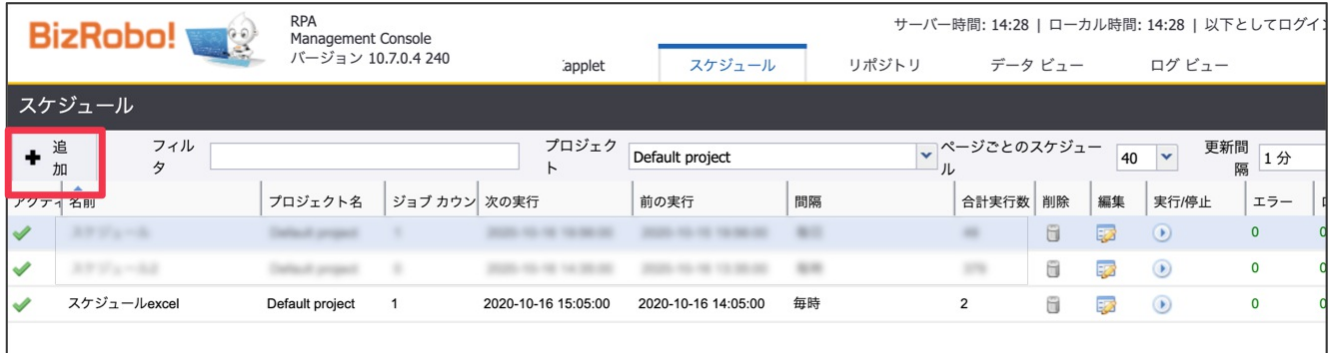 BizRobo!
RPA
Management Console
バージョン 10.7.0.4 240
サーバー時間: 14:28 | ローカル時間: 14:28 | 以下としてログイ
applet スケジュール リポジトリ データ ビュー ログ ビュー
スケジュール
追加 フィルタ プロジェクト Default project ページごとのスケジュール 40 更新間隔 1 分
アクティ 名前 プロジェクト名 ジョブ カウン 次の実行 前の実行 間隔 合計実行数 削除 編集 実行/停止 エラー
0
0
スケジュールexcel Default project 1 2020-10-16 15:05:00 2020-10-16 14:05:00 毎時 2 0